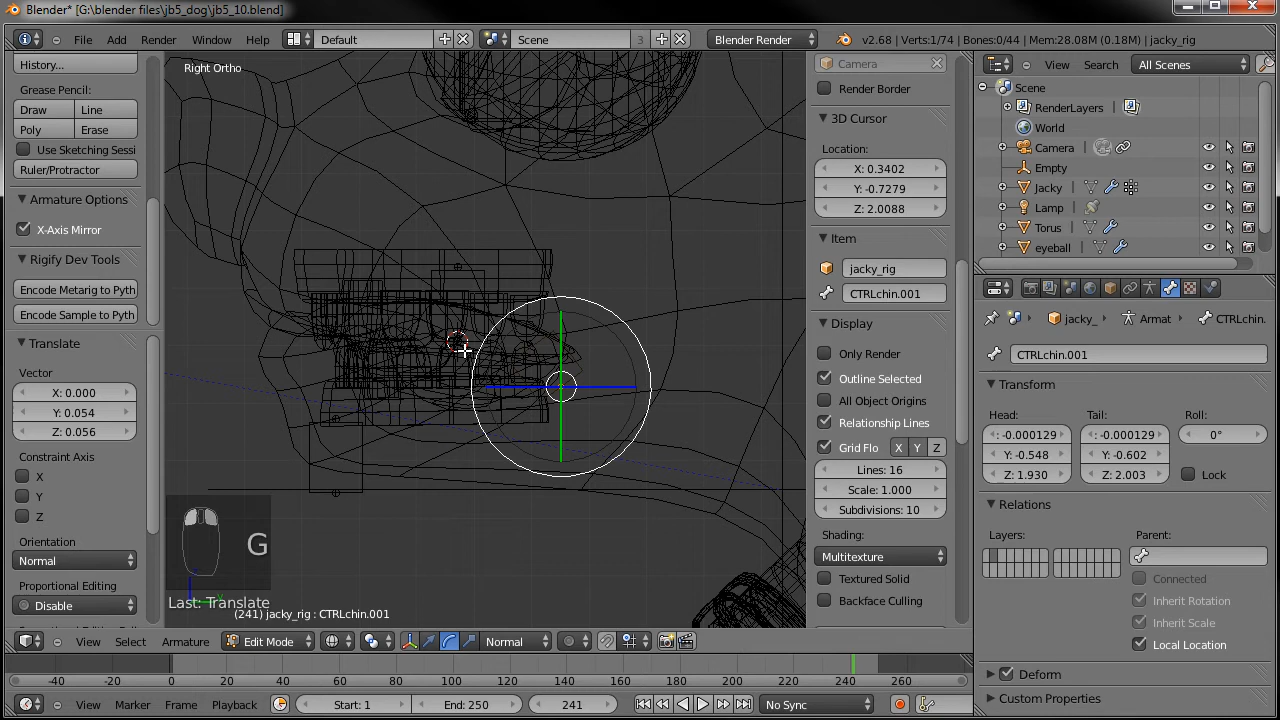 Blender* [G:\blender files\jb5_dog\jb5_10.blend]
File Add Render Window Help Default Scene 3 Blender Render v2.68 | Verts:1/74 | Bones:0/44 | Mem:28.08M (0.18M) | jacky_rig
History...
Grease Pencil:
Draw Line
Poly Erase
Use Sketching Sessi
Ruler/Protractor
Armature Options
X-Axis Mirror
Rigify Dev Tools
Encode Metarig to Pyth
Encode Sample to Pyth
Translate
Vector
X: 0.000
Y: 0.054
Z: 0.056
Constraint Axis
X
Y
Z
Orientation
Normal
Proportional Editing
Disable
Right Ortho
G
Last: Translate
(241) jacky_rig : CTRLchin.001
Camera
Render Border
3D Cursor
Location:
X: 0.3402
Y: -0.7279
Z: 2.0088
Item
jacky_rig
CTRLchin.001
Display
Only Render
Outline Selected
All Object Origins
Relationship Lines
Grid Flo X Y Z
Lines: 16
Scale: 1.000
Subdivisions: 10
Shading:
Multitexture
Textured Solid
Backface Culling
View Search All Scenes
Scene
RenderLayers |
World
Camera |
Empty
Jacky |
Lamp |
Torus |
eyeball |
jacky_ Armat CTRLchin.
CTRLchin.001
Transform
Head: Tail: Roll:
: -0.000129 : -0.000129 0°
Y: -0.548 Y: -0.602
Z: 1.930 Z: 2.003 Lock
Relations
Layers: Parent:
Connected
Inherit Rotation
Inherit Scale
Local Location
Deform
Custom Properties
View Select Armature Edit Mode Normal
-40 -20 0 20 40 60 80 100 120 140 160 180 200 220 240 260
View Marker Frame Playback Start: 1 End: 250 241 No Sync